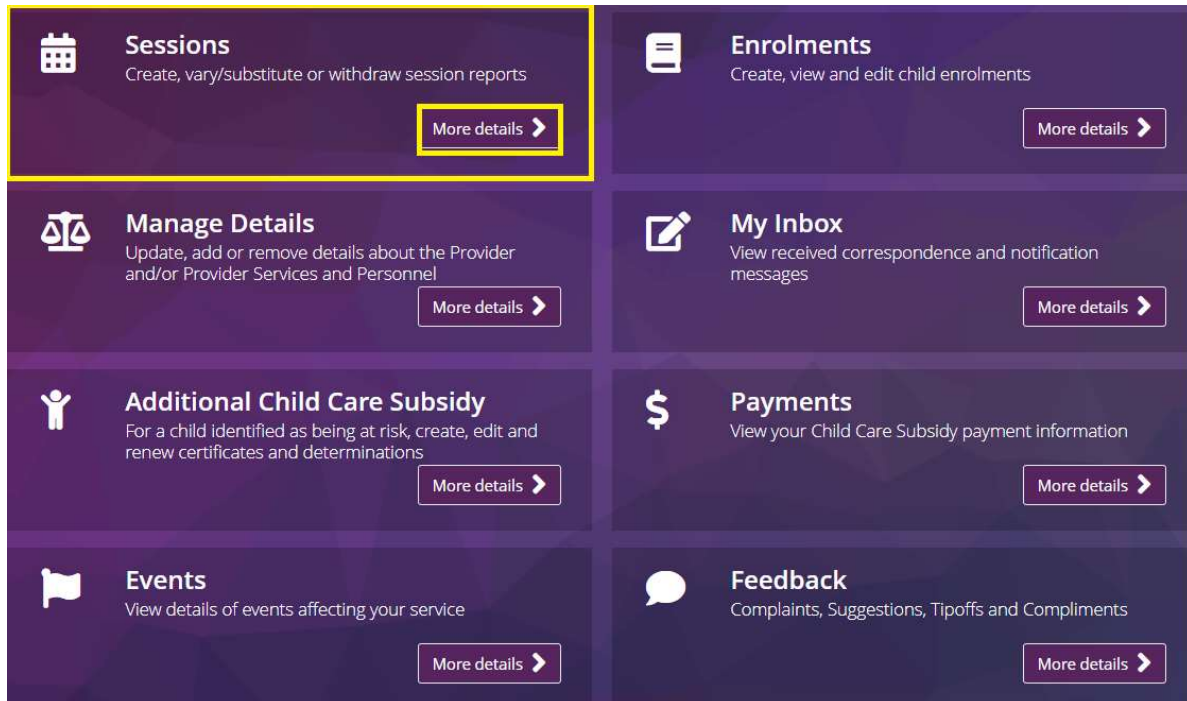 Sessions
Create, vary/substitute or withdraw session reports
More details
Enrolments
Create, view and edit child enrolments
More details
Manage Details
Update, add or remove details about the Provider
and/or Provider Services and Personnel
More details
My Inbox
View received correspondence and notification
messages
More details
Additional Child Care Subsidy
For a child identified as being at risk, create, edit and
renew certificates and determinations
More details
Payments
View your Child Care Subsidy payment information
More details
Events
View details of events affecting your service
More details
Feedback
Complaints, Suggestions, Tipoffs and Compliments
More details